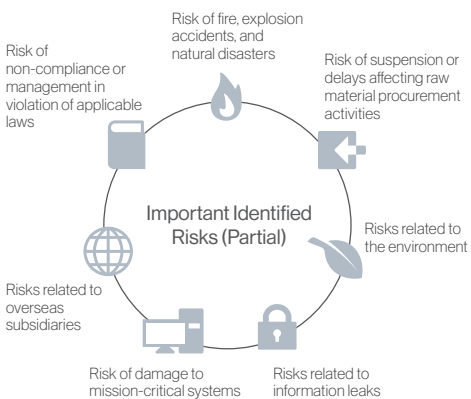 Risk of fire, explosion
accidents, and
natural disasters
Risk of suspension or
delays affecting raw
material procurement
activities
Risks related to
the environment
Risks related to
information leaks
Risk of damage to
mission-critical systems
Risks related to
overseas
subsidiaries
Risk of
non-compliance or
management in
violation of applicable
laws
Important Identified
Risks (Partial)